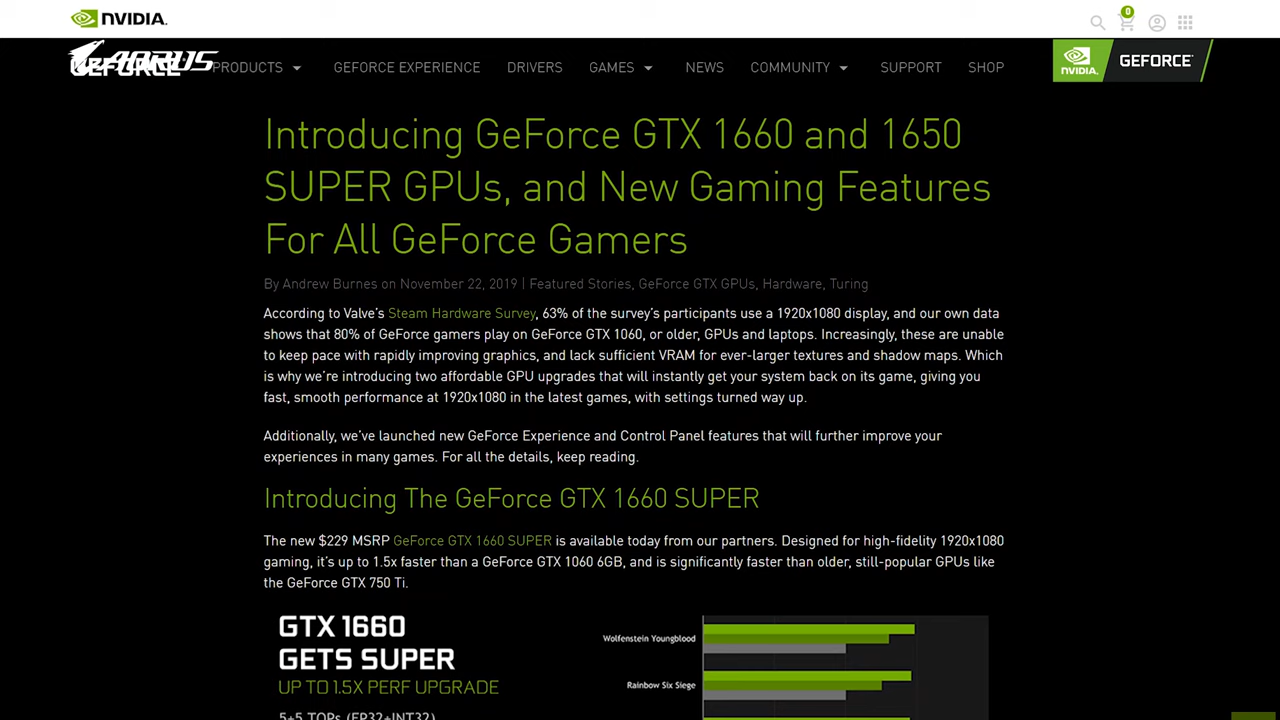 NVIDIA.
0
AORUS
GEFORCE
PRODUCTS
GEFORCE EXPERIENCE
DRIVERS
GAMES
NEWS
COMMUNITY
SUPPORT
SHOP
NVIDIA.
GEFORCE
Introducing GeForce GTX 1660 and 1650
SUPER GPUs, and New Gaming Features
For All GeForce Gamers
By Andrew Burnes on November 22, 2019 | Featured Stories, GeForce GTX GPUs, Hardware, Turing
According to Valve's Steam Hardware Survey, 63% of the survey's participants use a 1920x1080 display, and our own data
shows that 80% of GeForce gamers play on GeForce GTX 1060, or older, GPUs and laptops. Increasingly, these are unable
to keep pace with rapidly improving graphics, and lack sufficient VRAM for ever-larger textures and shadow maps. Which
is why we're introducing two affordable GPU upgrades that will instantly get your system back on its game, giving you
fast, smooth performance at 1920x1080 in the latest games, with settings turned way up.
Additionally, we've launched new GeForce Experience and Control Panel features that will further improve your
experiences in many games. For all the details, keep reading.
Introducing The GeForce GTX 1660 SUPER
The new $229 MSRP GeForce GTX 1660 SUPER is available today from our partners. Designed for high-fidelity 1920x1080
gaming, it's up to 1.5x faster than a GeForce GTX 1060 6GB, and is significantly faster than older, still-popular GPUs like
the GeForce GTX 750 Ti.
GTX 1660
GETS SUPER
UP TO 1.5X PERF UPGRADE
5+5 TOPs (FP32+INT32)
Wolfenstein Youngblood
Rainbow Six Siege